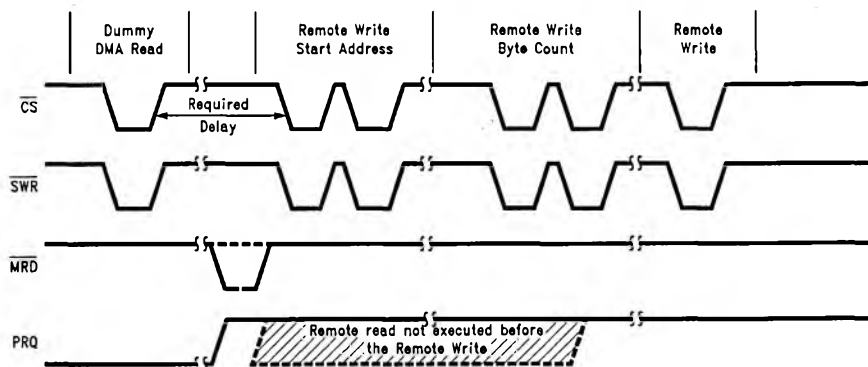 Dummy
DMA Read
Remote Write
Start Address
Remote Write
Byte Count
Remote
Write
CS
Required
Delay
SWR
MRD
PRQ
Remote read not executed before
the Remote Write